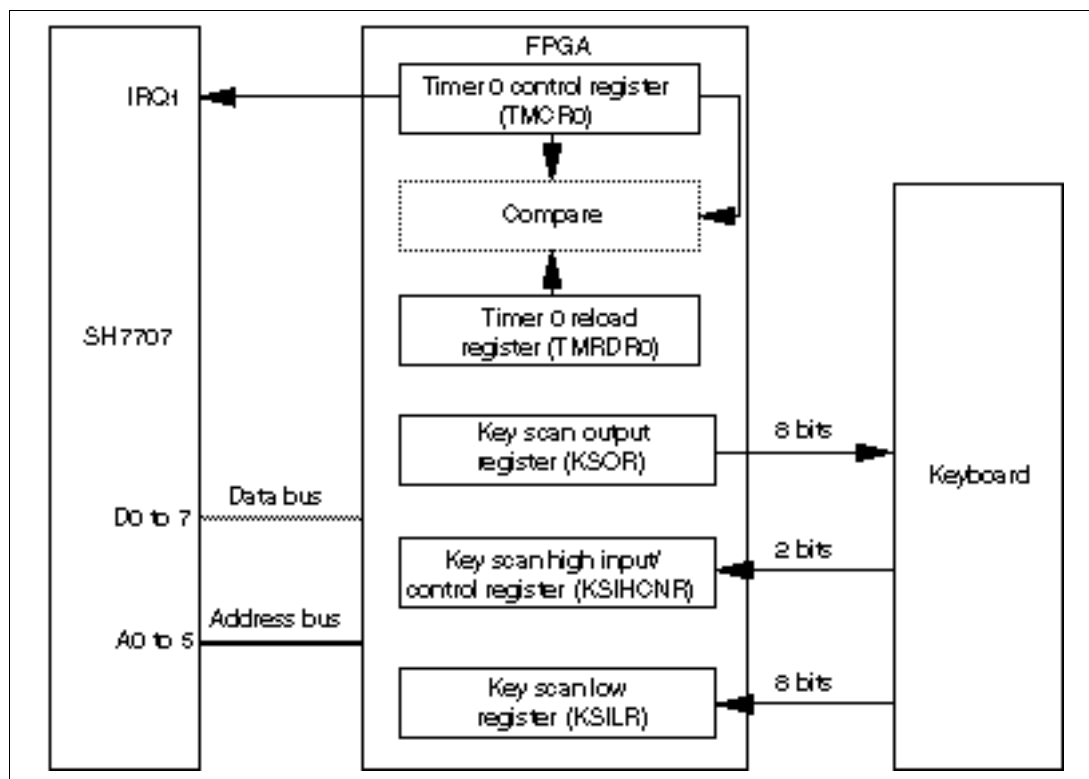 FPGA
IRQ1
Timer 0 control register
(TMCR0)
Compare
Timer 0 reload
register (TMRDR0)
SH7707
Key scan output
register (KSOR)
8 bits
Keyboard
Data bus
D0 to 7
Key scan high input/
control register (KSIHCNR)
2 bits
Address bus
A0 to 5
Key scan low
register (KSILR)
8 bits